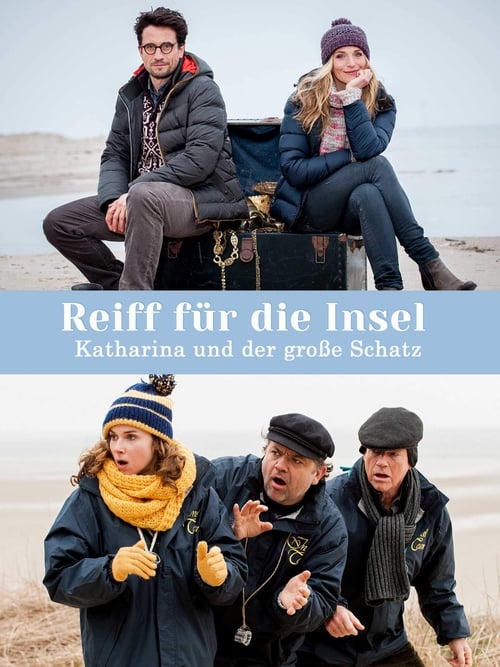 Reiff für die Insel
Katharina und der große Schatz